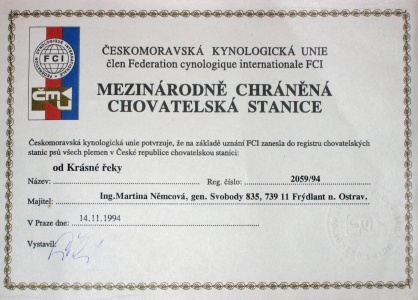 FCI
ČMKU
ČESKOMORAVSKÁ KYNOLOGICKÁ UNIE
člen Federation cynologique internationale FCI
MEZINÁRODNĚ CHRÁNĚNÁ
CHOVATELSKÁ STANICE
Českomoravská kynologická unie potvrzuje, že na základě uznání FCI zanesla do registru chovatelských
stanic psů všech plemen v České republice chovatelskou stanici:
od Krásné řeky
Název: Reg. číslo: 2059/94
Majitel: Ing.Martina Němcová, gen. Svobody 835, 739 11 Frýdlant n. Ostrav.
V Praze dne: 14.11.1994
Vystavil: